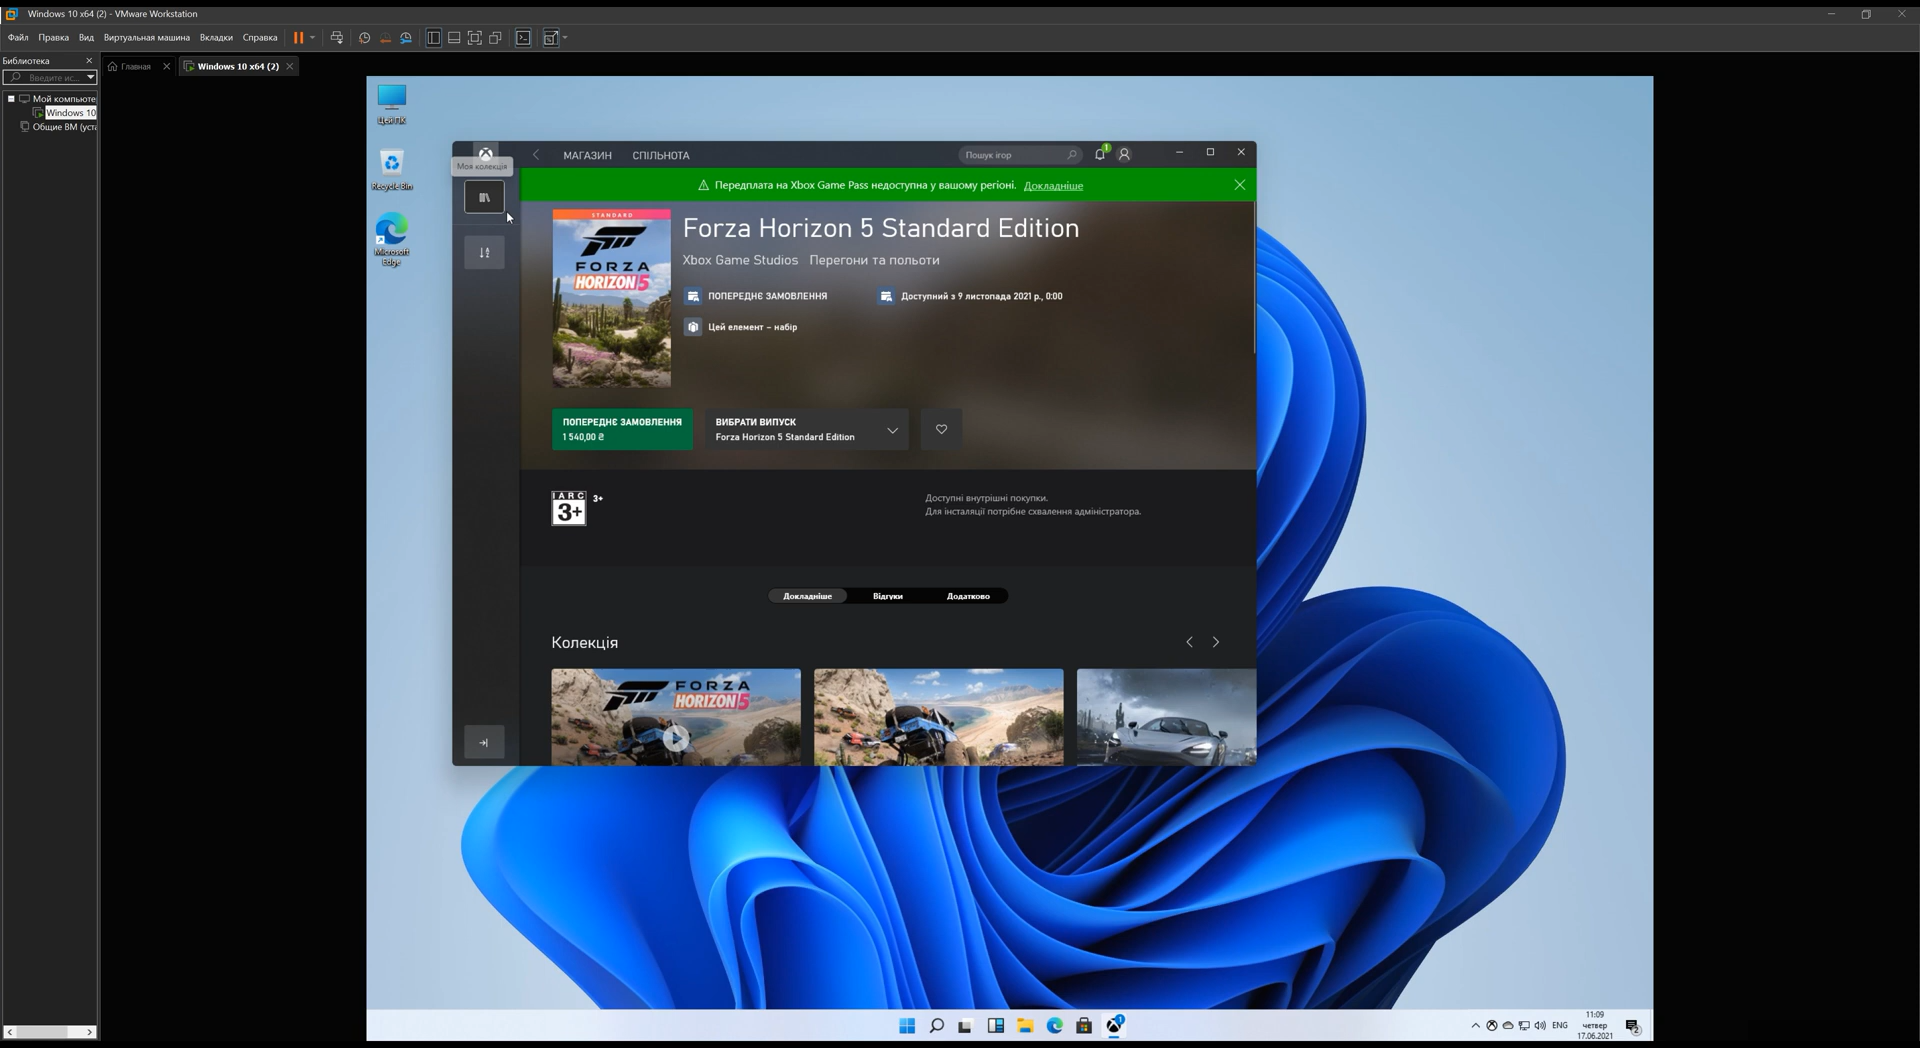 Windows 10 x64 (2) - VMware Workstation
Файл Правка Вид Виртуальная машина Вкладки Справка
Библиотека
Главная
Windows 10 x64 (2)
Введите ис...
Мой компьюте
Windows 10
Общие ВМ (уста
Цей ПК
Recycle Bin
Microsoft
Edge
МАГАЗИН СПІЛЬНОТА
Пошук ігор
1
Моя колекція
Передплата на Xbox Game Pass недоступна у вашому регіоні. Докладніше
STANDARD
FORZA
HORIZON 5
Forza Horizon 5 Standard Edition
Xbox Game Studios Перегони та польоти
ПОПЕРЕДНЄ ЗАМОВЛЕННЯ
Доступний з 9 листопада 2021 р., 0:00
Цей елемент – набір
ПОПЕРЕДНЄ ЗАМОВЛЕННЯ
1 540,00 ₴
ВИБРАТИ ВИПУСК
Forza Horizon 5 Standard Edition
IARC
3+
3+
Доступні внутрішні покупки.
Для інсталяції потрібне схвалення адміністратора.
Докладніше Відгуки Додатково
Колекція
FORZA
HORIZON 5
1
ENG
11:09
четвер
17.06.2021
2